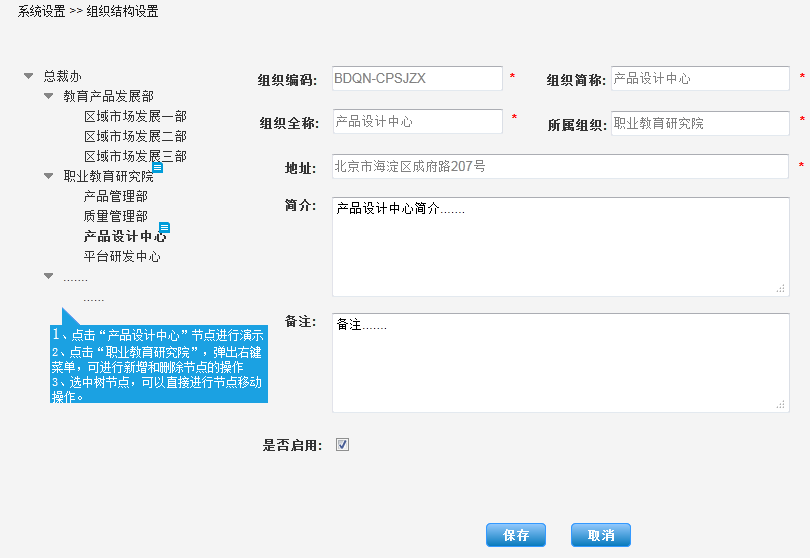 系统设置 >> 组织结构设置
总裁办
教育产品发展部
区域市场发展一部
区域市场发展二部
区域市场发展三部
职业教育研究院
产品管理部
质量管理部
产品设计中心
平台研发中心
.......
......
1、点击“产品设计中心”节点进行演示
2、点击“职业教育研究院”，弹出右键
菜单，可进行新增和删除节点的操作
3、选中树节点，可以直接进行节点移动
操作。
组织编码: BDQN-CPSJZX * 组织简称: 产品设计中心 *
组织全称: 产品设计中心 * 所属组织: 职业教育研究院 *
地址: 北京市海淀区成府路207号 *
简介: 产品设计中心简介.......
备注: 备注.......
是否启用:
保存 取消